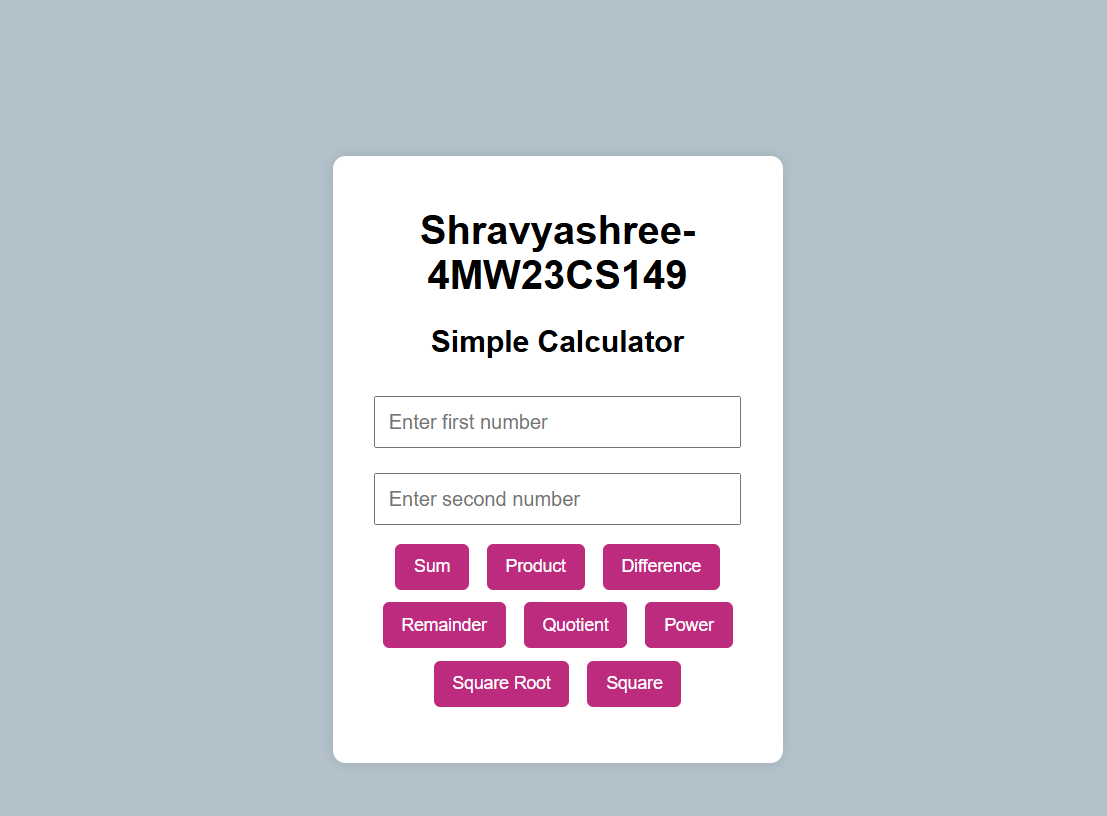 Shravyashree-
4MW23CS149
Simple Calculator
Enter first number
Enter second number
Sum Product Difference
Remainder Quotient Power
Square Root Square